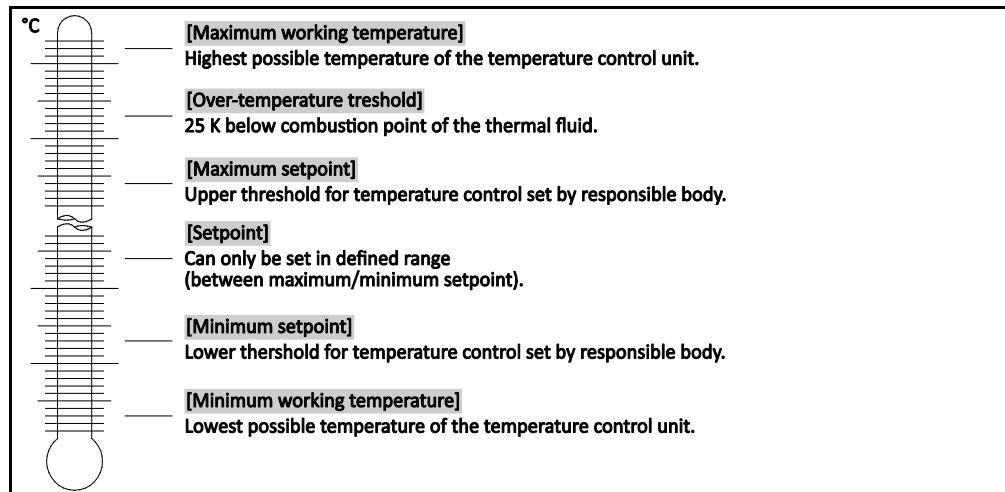 °C
[Maximum working temperature]
Highest possible temperature of the temperature control unit.
[Over-temperature treshold]
25 K below combustion point of the thermal fluid.
[Maximum setpoint]
Upper threshold for temperature control set by responsible body.
[Setpoint]
Can only be set in defined range
(between maximum/minimum setpoint).
[Minimum setpoint]
Lower thershold for temperature control set by responsible body.
[Minimum working temperature]
Lowest possible temperature of the temperature control unit.